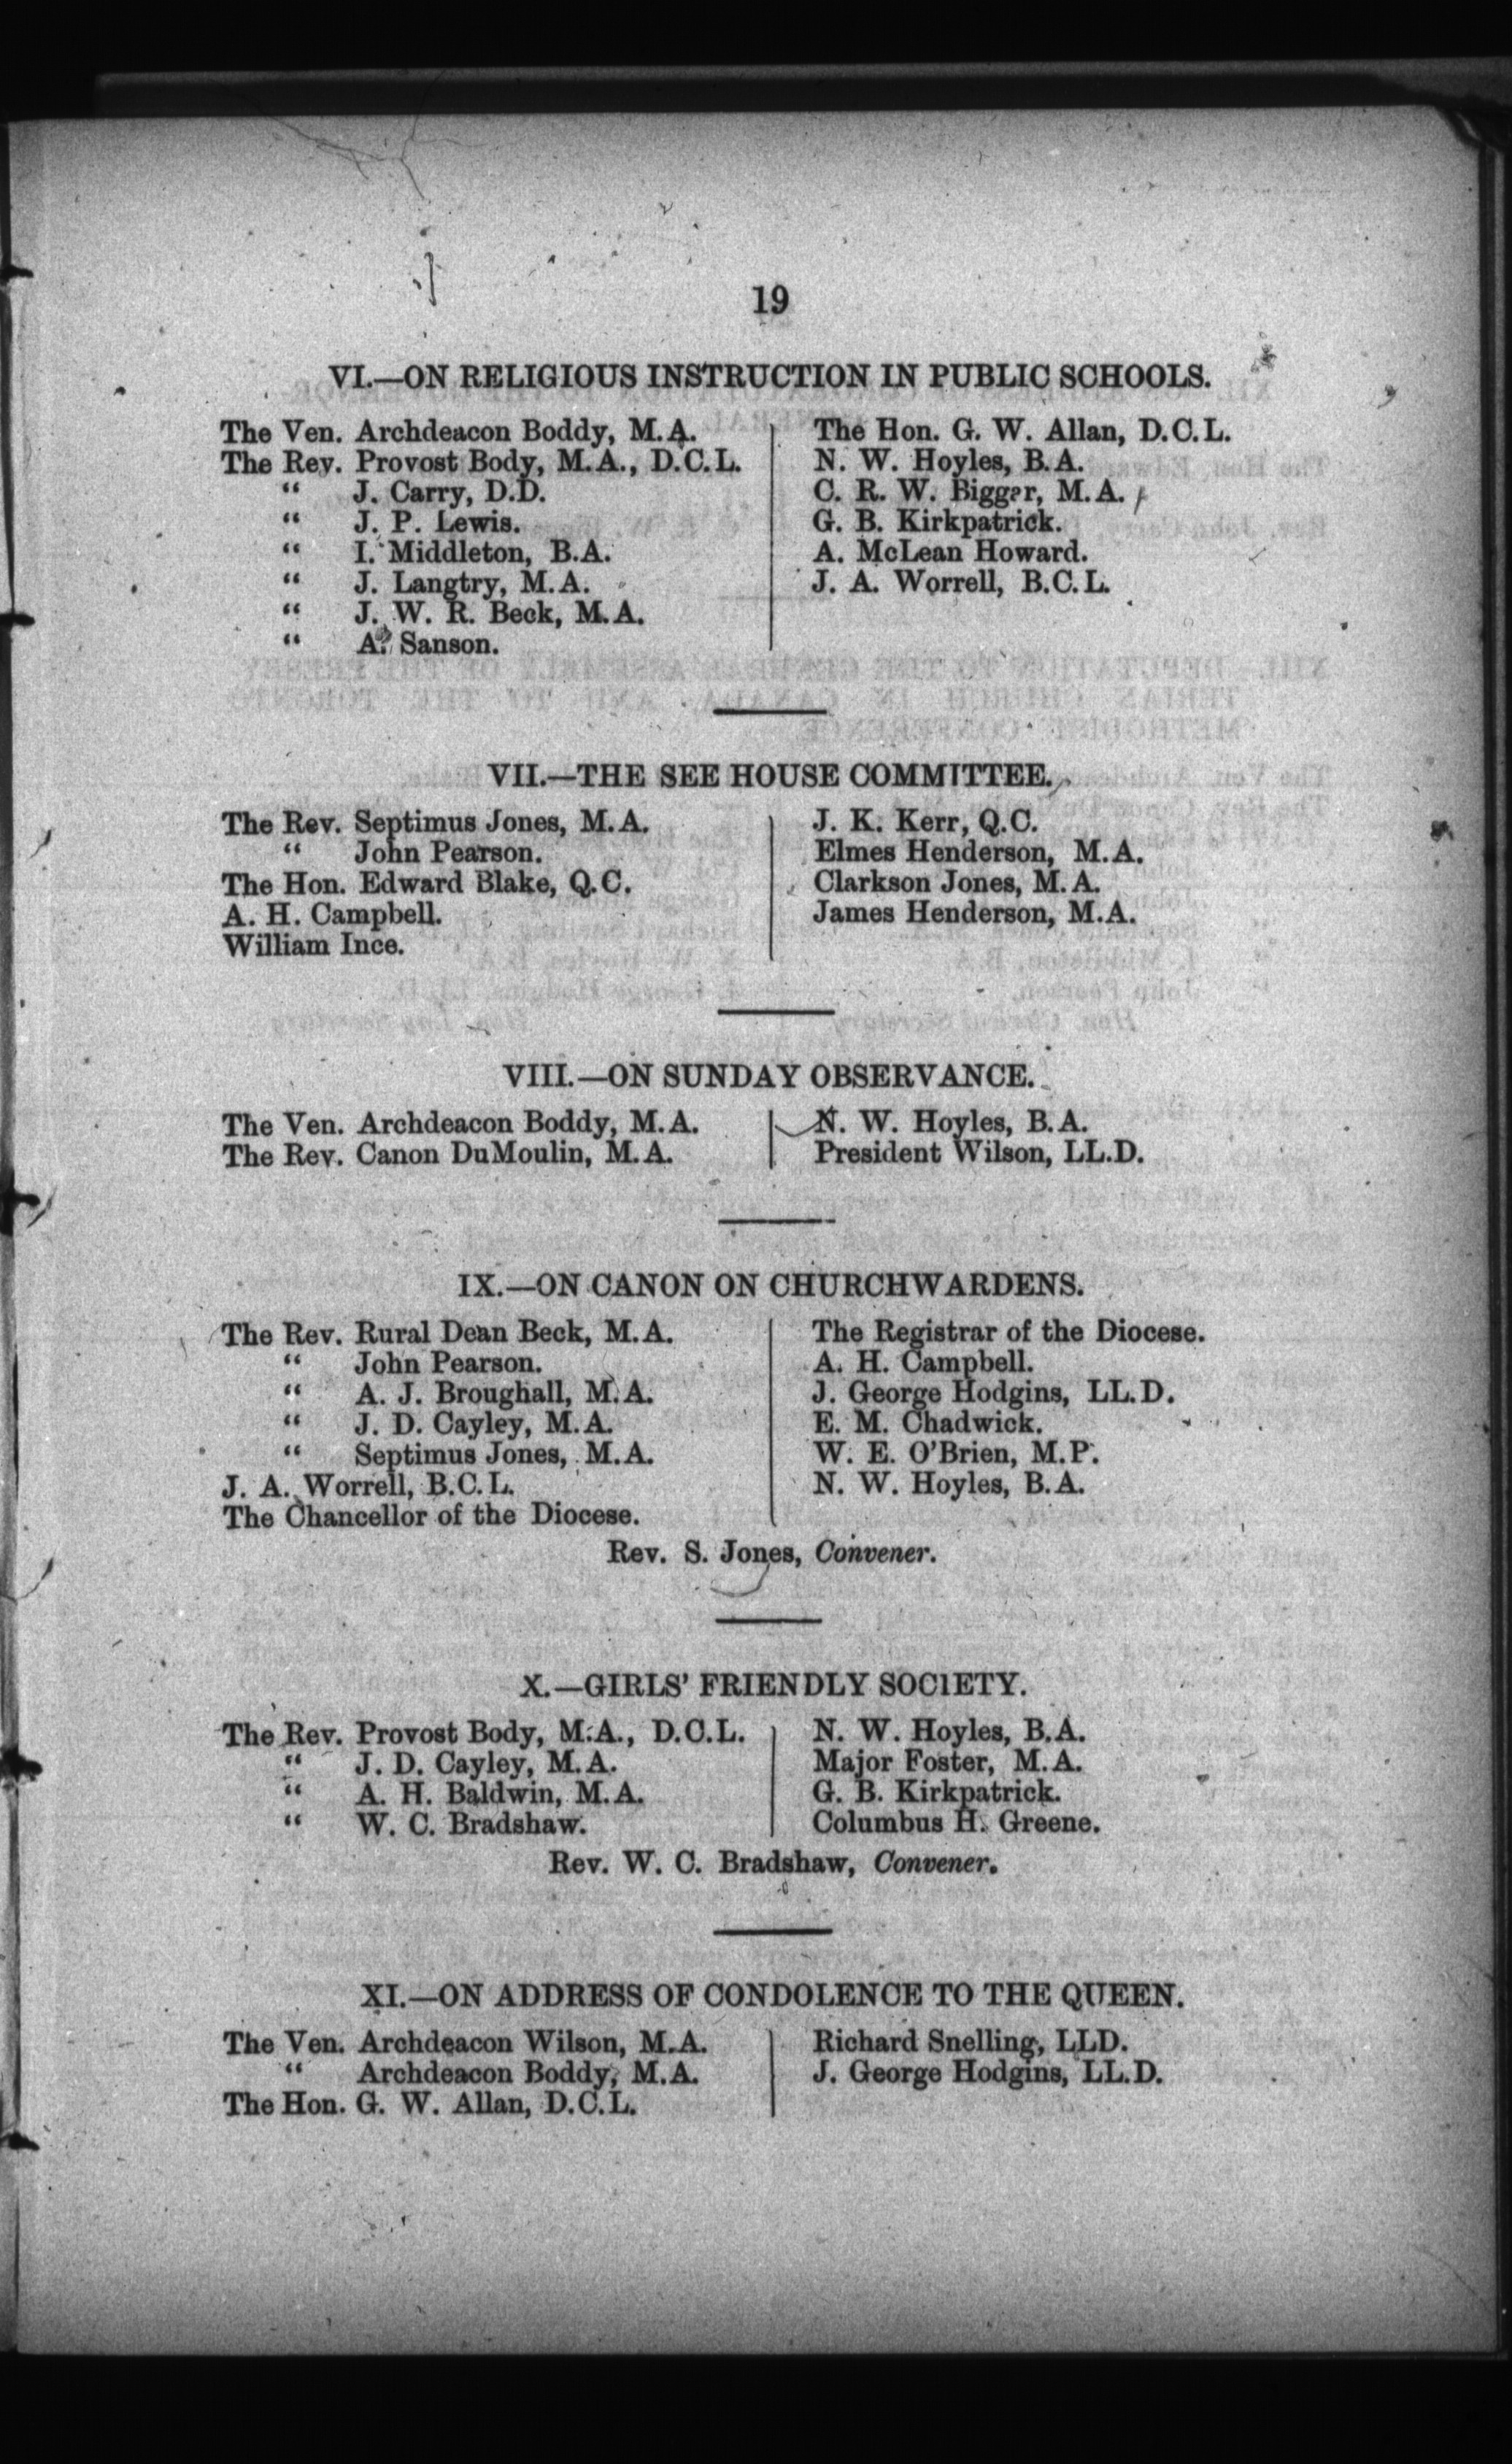 19
VI.—ON RELIGIOUS INSTRUCTION IN PUBLIC SCHOOLS.
The Ven. Archdeacon Boddy, M.A.
The Rev. Provost Body, M.A., D.C.L.
“ J. Carry, D.D.
“ J. P. Lewis.
“ I. Middleton, B.A.
“ J. Langtry, M.A.
“ J. W. R. Beck, M.A.
“ A. Sanson.
The Hon. G. W. Allan, D.C.L.
N. W. Hoyles, B.A.
C. R. W. Biggar, M.A.
G. B. Kirkpatrick.
A. McLean Howard.
J. A. Worrell, B.C.L.
VII.—THE SEE HOUSE COMMITTEE.
The Rev. Septimus Jones, M.A.
“ John Pearson.
The Hon. Edward Blake, Q.C.
A. H. Campbell.
William Ince.
J. K. Kerr, Q.C.
Elmes Henderson, M.A.
Clarkson Jones, M.A.
James Henderson, M.A.
VIII.—ON SUNDAY OBSERVANCE.
The Ven. Archdeacon Boddy, M.A.
The Rev. Canon DuMoulin, M.A.
N. W. Hoyles, B.A.
President Wilson, LL.D.
IX.—ON CANON ON CHURCHWARDENS.
The Rev. Rural Dean Beck, M.A.
“ John Pearson.
“ A. J. Broughall, M.A.
“ J. D. Cayley, M.A.
“ Septimus Jones, M.A.
J. A. Worrell, B.C.L.
The Chancellor of the Diocese.
The Registrar of the Diocese.
A. H. Campbell.
J. George Hodgins, LL.D.
E. M. Chadwick.
W. E. O’Brien, M.P.
N. W. Hoyles, B.A.
Rev. S. Jones, Convener.
X.—GIRLS’ FRIENDLY SOCIETY.
The Rev. Provost Body, M.A., D.C.L.
“ J. D. Cayley, M.A.
“ A. H. Baldwin, M.A.
“ W. C. Bradshaw.
N. W. Hoyles, B.A.
Major Foster, M.A.
G. B. Kirkpatrick.
Columbus H. Greene.
Rev. W. C. Bradshaw, Convener.
XI.—ON ADDRESS OF CONDOLENCE TO THE QUEEN.
The Ven. Archdeacon Wilson, M.A.
“ Archdeacon Boddy, M.A.
The Hon. G. W. Allan, D.C.L.
Richard Snelling, LLD.
J. George Hodgins, LL.D.